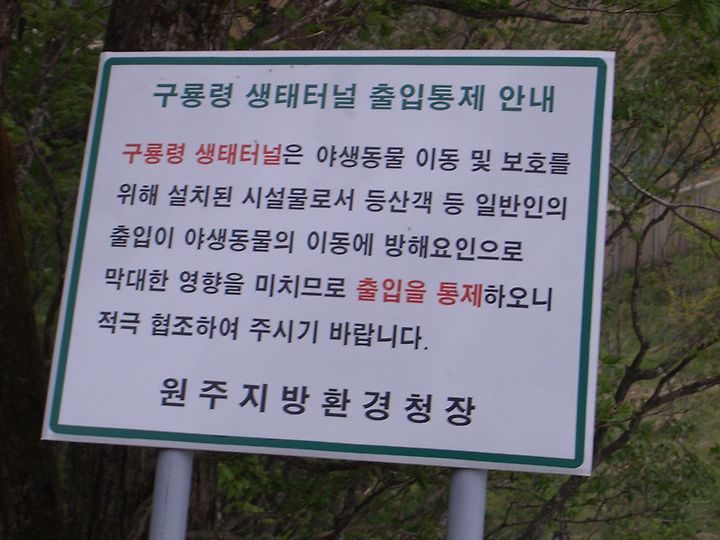 구룡령 생태터널 출입통제 안내
구룡령 생태터널은 야생동물 이동 및 보호를
위해 설치된 시설물로서 등산객 등 일반인의
출입이 야생동물의 이동에 방해요인으로
막대한 영향을 미치므로 출입을 통제하오니
적극 협조하여 주시기 바랍니다.
원주지방환경청장